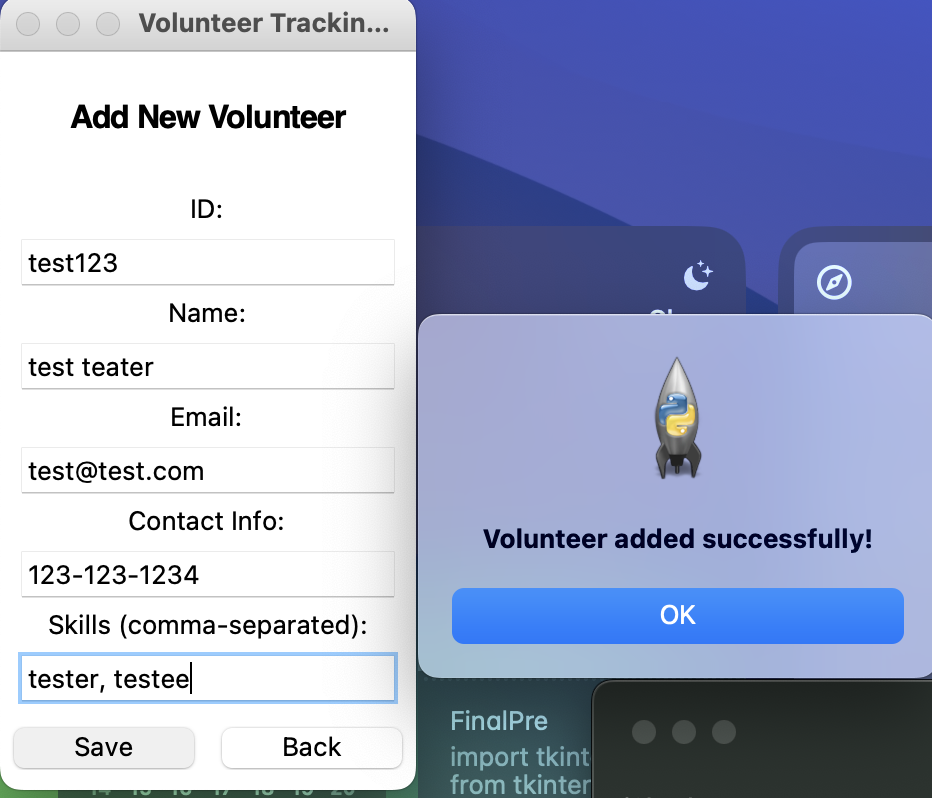 Volunteer Trackin...
Add New Volunteer
ID:
test123
Name:
test teater
Email:
test@test.com
Contact Info:
123-123-1234
Skills (comma-separated):
tester, testee
Save
Back
Volunteer added successfully!
OK
FinalPre
import tkint
from tkinter